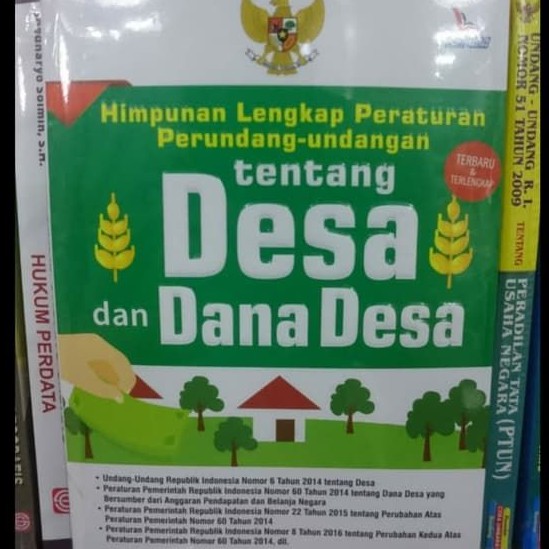 Himpunan Lengkap Peraturan
Perundang-undangan
tentang
Desa
dan Dana Desa
TERBARU
&
TERLENGKAP
• Undang-Undang Republik Indonesia Nomor 6 Tahun 2014 tentang Desa
• Peraturan Pemerintah Republik Indonesia Nomor 60 Tahun 2014 tentang Dana Desa yang
Bersumber dari Anggaran Pendapatan dan Belanja Negara
• Peraturan Pemerintah Republik Indonesia Nomor 22 Tahun 2015 tentang Perubahan Atas
Peraturan Pemerintah Nomor 60 Tahun 2014
• Peraturan Pemerintah Republik Indonesia Nomor 8 Tahun 2016 tentang Perubahan Kedua Atas
Peraturan Pemerintah Nomor 60 Tahun 2014, dll.
Soimin, S.H.
HUKUM PERDATA
UNDANG - UNDANG R. I.
NOMOR 51 TAHUN 2009
TENTANG
PERADILAN TATA
USAHA NEGARA (PTUN)